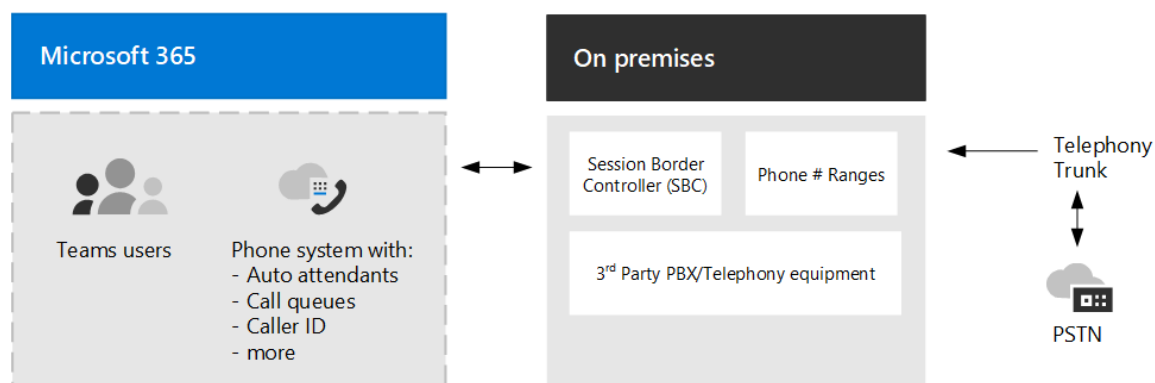 Microsoft 365
On premises
Teams users
Phone system with:
- Auto attendants
- Call queues
- Caller ID
- more
Session Border
Controller (SBC)
Phone # Ranges
3rd Party PBX/Telephony equipment
Telephony
Trunk
PSTN